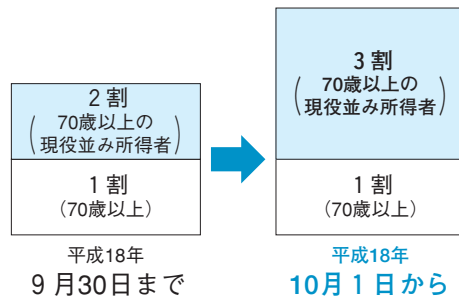 2 割
(70歳以上の
現役並み所得者)
1 割
(70歳以上)
平成18年
9 月30日まで
3 割
(70歳以上の
現役並み所得者)
1 割
(70歳以上)
平成18年
10月 1 日から